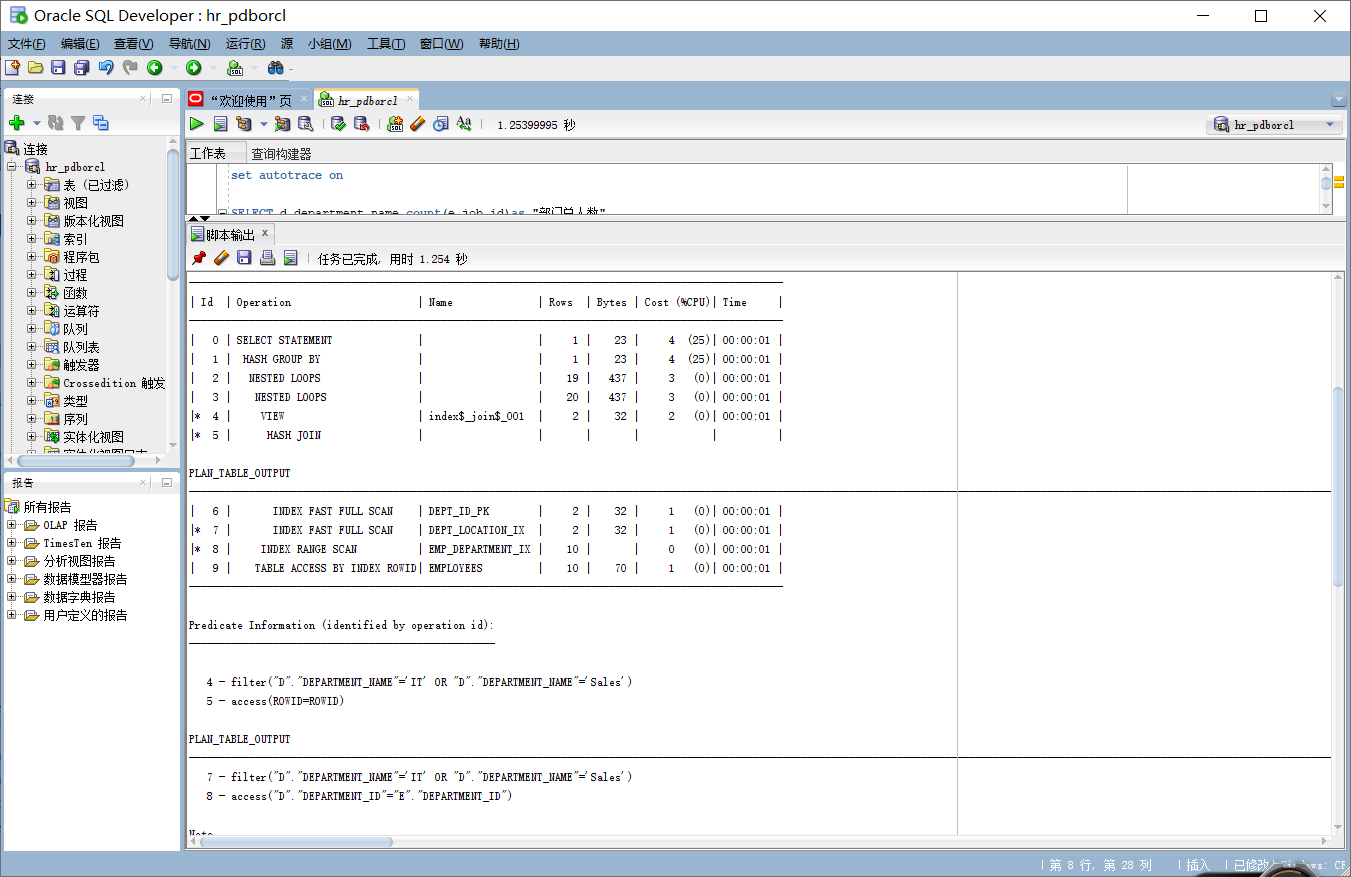 Oracle SQL Developer : hr_pdborcl
文件(F) 编辑(E) 查看(V) 导航(N) 运行(R) 源 小组(M) 工具(T) 窗口(W) 帮助(H)
连接
连接
hr_pdborcl
表 (已过滤)
视图
版本化视图
索引
程序包
过程
函数
运算符
队列
队列表
触发器
Crossedition 触发
类型
序列
实体化视图
实体化视图日志
报告
所有报告
OLAP 报告
TimesTen 报告
分析视图报告
数据模型器报告
数据字典报告
用户定义的报告
“欢迎使用”页 hr_pdborcl
1.25399995 秒 hr_pdborcl
工作表 查询构建器
set autotrace on
SELECT d.department_name,count(e.job_id)as "部门总人数"
脚本输出 x
任务已完成, 用时 1.254 秒
| Id | Operation | Name | Rows | Bytes | Cost (%CPU)| Time |
| 0 | SELECT STATEMENT | | 1 | 23 | 4 (25)| 00:00:01 |
| 1 | HASH GROUP BY | | 1 | 23 | 4 (25)| 00:00:01 |
| 2 | NESTED LOOPS | | 19 | 437 | 3 (0)| 00:00:01 |
| 3 | NESTED LOOPS | | 20 | 437 | 3 (0)| 00:00:01 |
|* 4 | VIEW | index$_join$_001 | 2 | 32 | 2 (0)| 00:00:01 |
|* 5 | HASH JOIN | | | | | |
PLAN_TABLE_OUTPUT
| 6 | INDEX FAST FULL SCAN | DEPT_ID_PK | 2 | 32 | 1 (0)| 00:00:01 |
|* 7 | INDEX FAST FULL SCAN | DEPT_LOCATION_IX | 2 | 32 | 1 (0)| 00:00:01 |
|* 8 | INDEX RANGE SCAN | EMP_DEPARTMENT_IX | 10 | | 0 (0)| 00:00:01 |
| 9 | TABLE ACCESS BY INDEX ROWID| EMPLOYEES | 10 | 70 | 1 (0)| 00:00:01 |
Predicate Information (identified by operation id):
4 - filter("D"."DEPARTMENT_NAME"='IT' OR "D"."DEPARTMENT_NAME"='Sales')
5 - access(ROWID=ROWID)
PLAN_TABLE_OUTPUT
7 - filter("D"."DEPARTMENT_NAME"='IT' OR "D"."DEPARTMENT_NAME"='Sales')
8 - access("D"."DEPARTMENT_ID"="E"."DEPARTMENT_ID")
Note
第 8 行, 第 28 列 | 插入 | 已修改